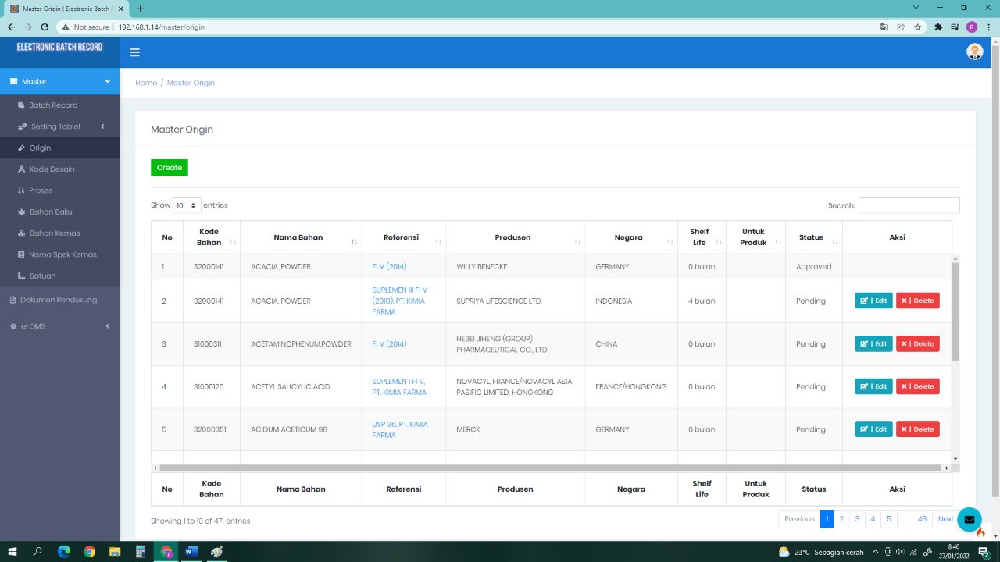 Master Origin | Electronic Batch R
Not secure | 192.168.1.14/master/origin
P
ELECTRONIC BATCH RECORD
Master
Batch Record
Setting Tablet
Origin
Kode Desain
Proses
Bahan Baku
Bahan Kemas
Nama Spek Kemas
Satuan
Dokumen Pendukung
e-QMS
Home / Master Origin
Master Origin
Create
Show 10 entries
Search:
No Kode Bahan Nama Bahan Referensi Produsen Negara Shelf Life Untuk Produk Status Aksi
1 32000141 ACACIA, POWDER FI V (2014) WILLY BENECKE GERMANY 0 bulan Approved
2 32000141 ACACIA, POWDER SUPLEMEN III FI V (2018), PT. KIMIA FARMA SUPRIYA LIFESCIENCE LTD. INDONESIA 4 bulan Pending | Edit | Delete
3 31000311 ACETAMINOPHENUM,POWDER FI V (2014) HEBEI JIHENG (GROUP) PHARMACEUTICAL CO., LTD. CHINA 0 bulan Pending | Edit | Delete
4 31000126 ACETYL SALICYLIC ACID SUPLEMEN I FI V, PT. KIMIA FARMA NOVACYL, FRANCE/NOVACYL ASIA PASIFIC LIMITED, HONGKONG FRANCE/HONGKONG 0 bulan Pending | Edit | Delete
5 32000351 ACIDUM ACETICUM 98 USP 36, PT. KIMIA FARMA MERCK GERMANY 0 bulan Pending | Edit | Delete
No Kode Bahan Nama Bahan Referensi Produsen Negara Shelf Life Untuk Produk Status Aksi
Showing 1 to 10 of 471 entries
Previous 1 2 3 4 5 … 48 Next
23°C Sebagian cerah
8:40
27/01/2022
2